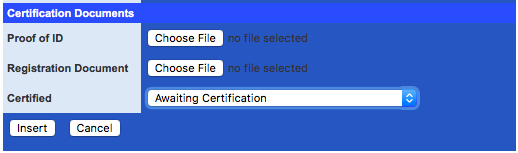 Certification Documents
Proof of ID Choose File no file selected
Registration Document Choose File no file selected
Certified Awaiting Certification
Insert Cancel